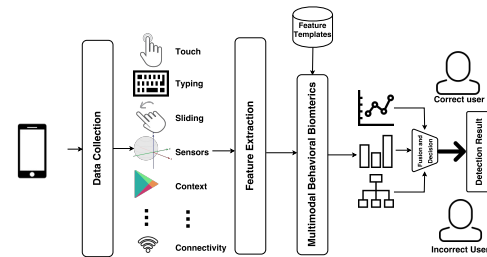 Feature
Templates
Touch
Typing
Sliding
Sensors
Context
Connectivity
Data Collection
Feature Extraction
Multimodal Behavioral Biomterics
Fusion and
Decision
Correct user
Detection Result
Incorrect User